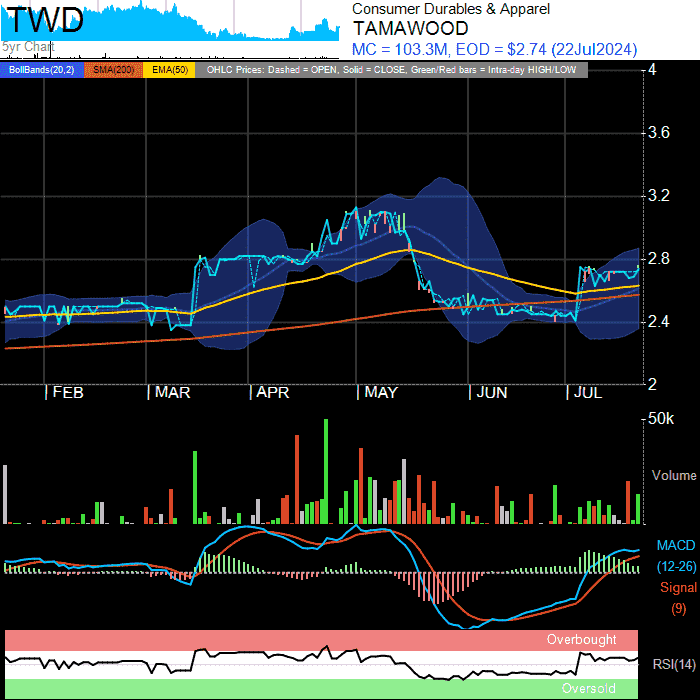 TWD
5yr Chart
Consumer Durables & Apparel
TAMAWOOD
MC = 103.3M, EOD = $2.74 (22Jul2024)
BollBands(20,2) SMA(200) EMA(50) OHLC Prices: Dashed = OPEN, Solid = CLOSE, Green/Red bars = Intra-day HIGH/LOW
4
3.6
3.2
2.8
2.4
2
FEB MAR APR MAY JUN JUL
50k
Volume
MACD
(12-26)
Signal
(9)
Overbought
RSI(14)
Oversold